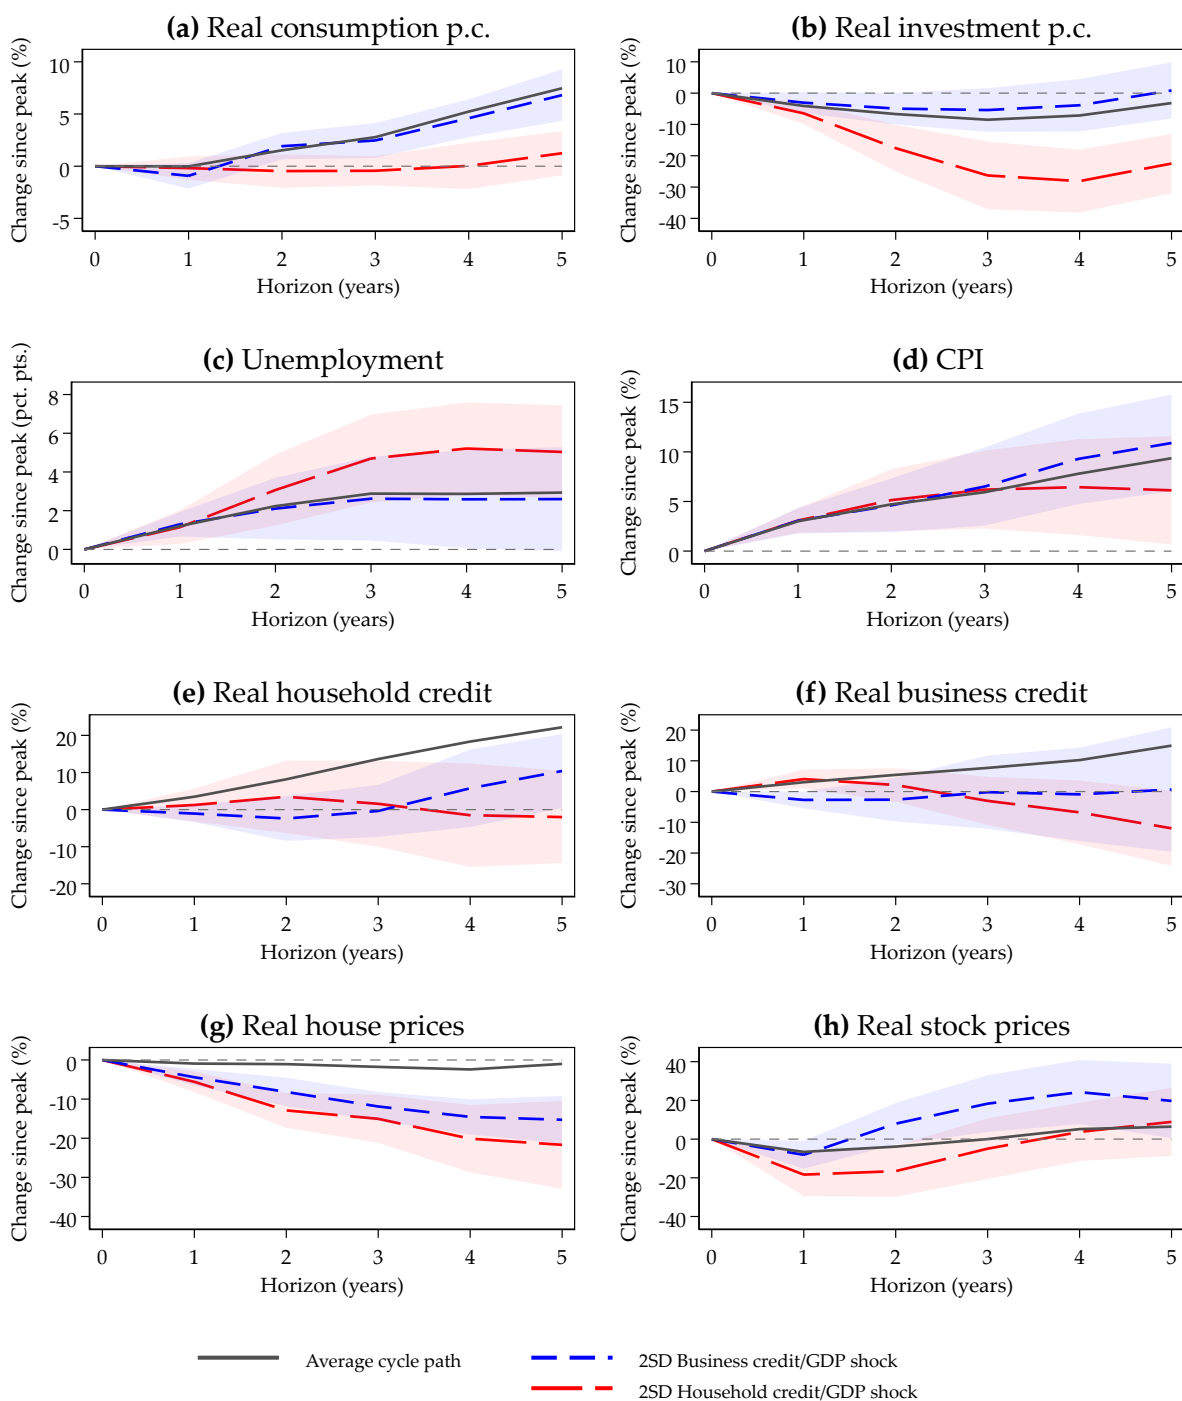 (a) Real consumption p.c.
Change since peak (%)
10
5
0
-5
0 1 2 3 4 5
Horizon (years)
(b) Real investment p.c.
Change since peak (%)
10
0
-10
-20
-30
-40
0 1 2 3 4 5
Horizon (years)
(c) Unemployment
Change since peak (pct. pts.)
8
6
4
2
0
0 1 2 3 4 5
Horizon (years)
(d) CPI
Change since peak (%)
15
10
5
0
0 1 2 3 4 5
Horizon (years)
(e) Real household credit
Change since peak (%)
20
10
0
-10
-20
0 1 2 3 4 5
Horizon (years)
(f) Real business credit
Change since peak (%)
20
10
0
-10
-20
-30
0 1 2 3 4 5
Horizon (years)
(g) Real house prices
Change since peak (%)
0
-10
-20
-30
-40
0 1 2 3 4 5
Horizon (years)
(h) Real stock prices
Change since peak (%)
40
20
0
-20
-40
0 1 2 3 4 5
Horizon (years)
Average cycle path
2SD Business credit/GDP shock
2SD Household credit/GDP shock